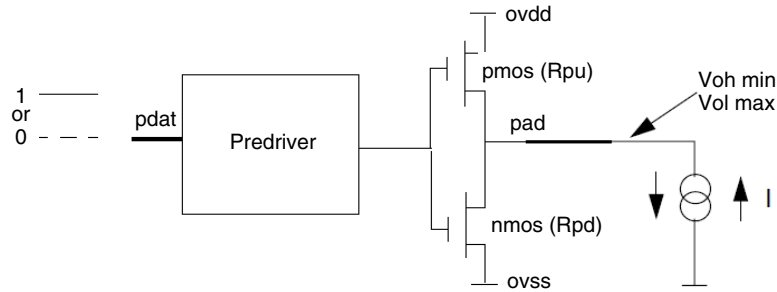 ovdd
pmos (Rpu)
Voh min
Vol max
1
or
0
pdat
Predriver
pad
I
nmos (Rpd)
ovss